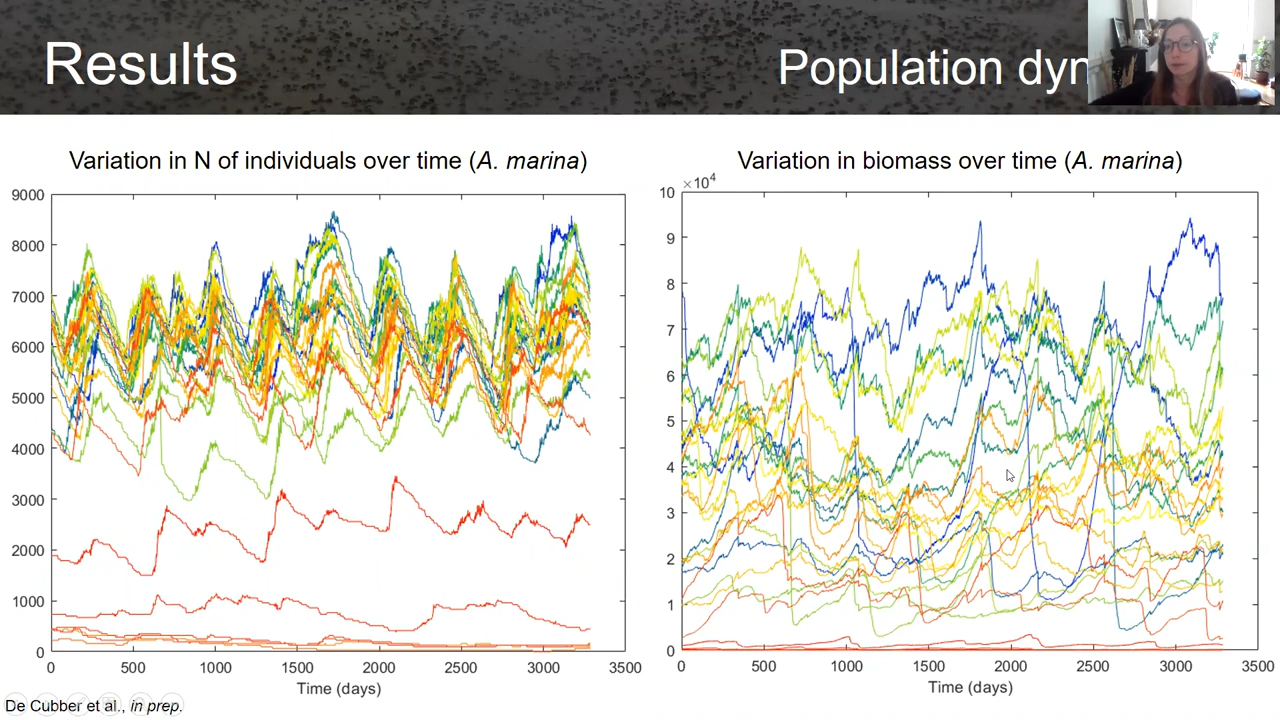 Results
Population dyn
Variation in N of individuals over time (A. marina)
9000
8000
7000
6000
5000
4000
3000
2000
1000
0
0 500 1000 1500 2000 2500 3000 3500
Time (days)
Variation in biomass over time (A. marina)
×10⁴
10
9
8
7
6
5
4
3
2
1
0
0 500 1000 1500 2000 2500 3000 3500
Time (days)
De Cubber et al., in prep.